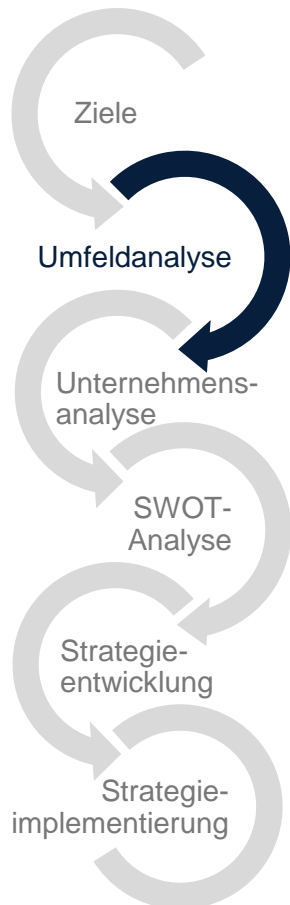 Ziele
Umfeldanalyse
Unternehmens-
analyse
SWOT-
Analyse
Strategie-
entwicklung
Strategie-
implementierung